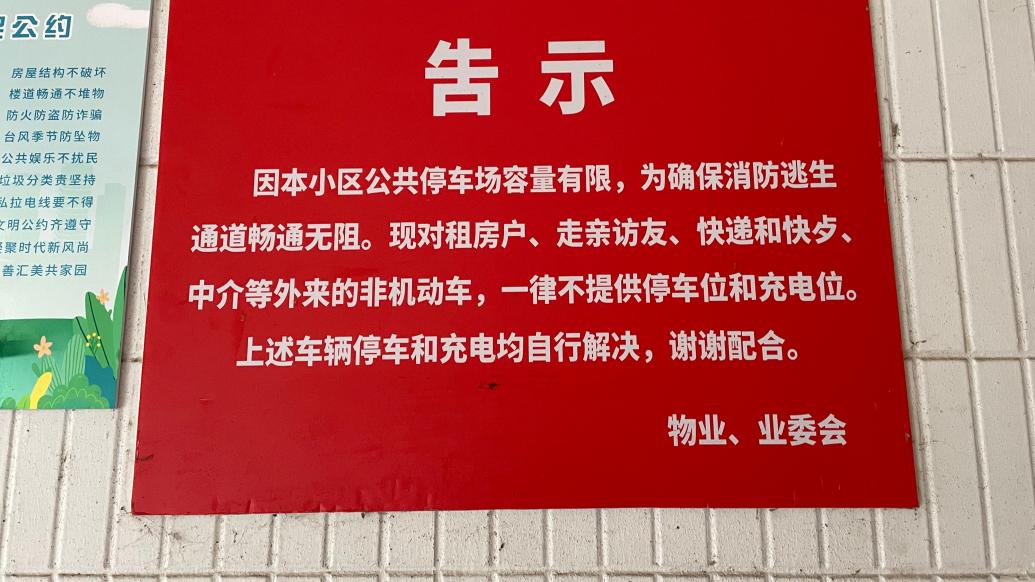 公约
房屋结构不破坏
楼道畅通不堆物
防火防盗防诈骗
台风季节防坠物
公共娱乐不扰民
垃圾分类贵坚持
私拉电线要不得
文明公约齐遵守
聚时代新风尚
善汇美共家园
告示
因本小区公共停车场容量有限，为确保消防逃生
通道畅通无阻。现对租房户、走亲访友、快递和快歺、
中介等外来的非机动车，一律不提供停车位和充电位。
上述车辆停车和充电均自行解决，谢谢配合。
物业、业委会